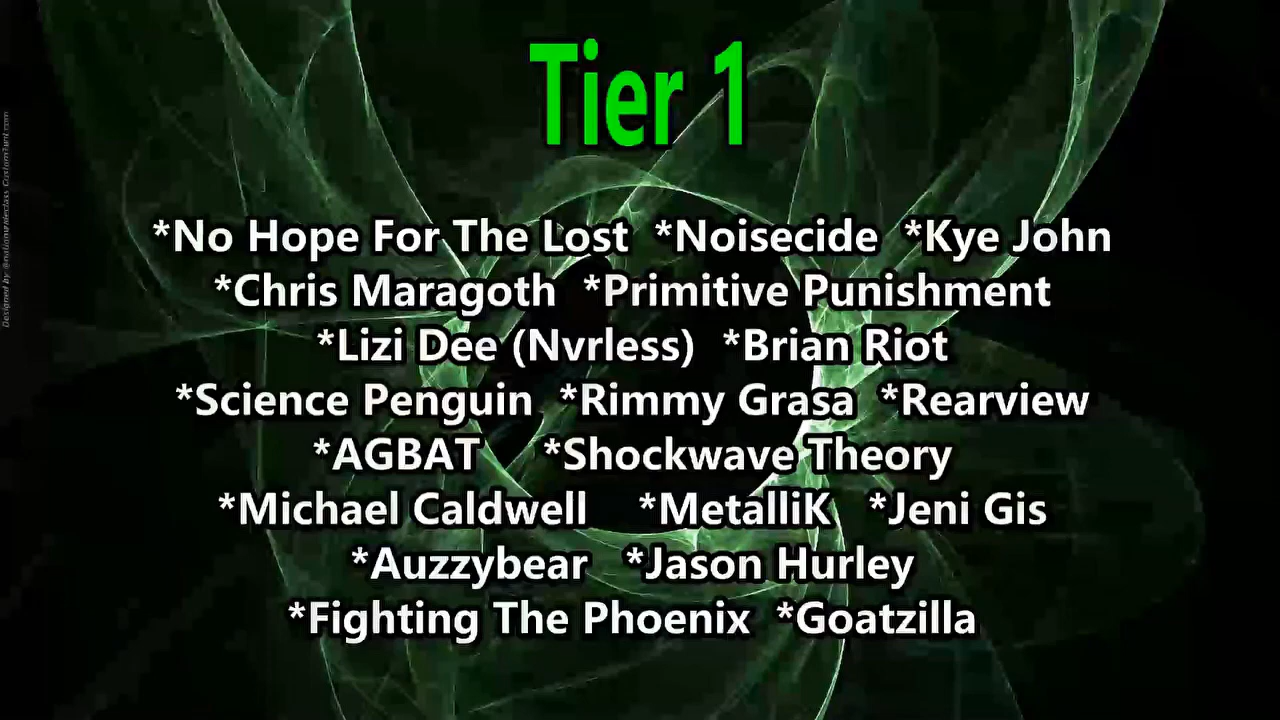 Tier 1
*No Hope For The Lost *Noisecide *Kye John
*Chris Maragoth *Primitive Punishment
*Lizi Dee (Nvrless) *Brian Riot
*Science Penguin *Rimmy Grasa *Rearview
*AGBAT *Shockwave Theory
*Michael Caldwell *MetalliK *Jeni Gis
*Auzzybear *Jason Hurley
*Fighting The Phoenix *Goatzilla
Designed by